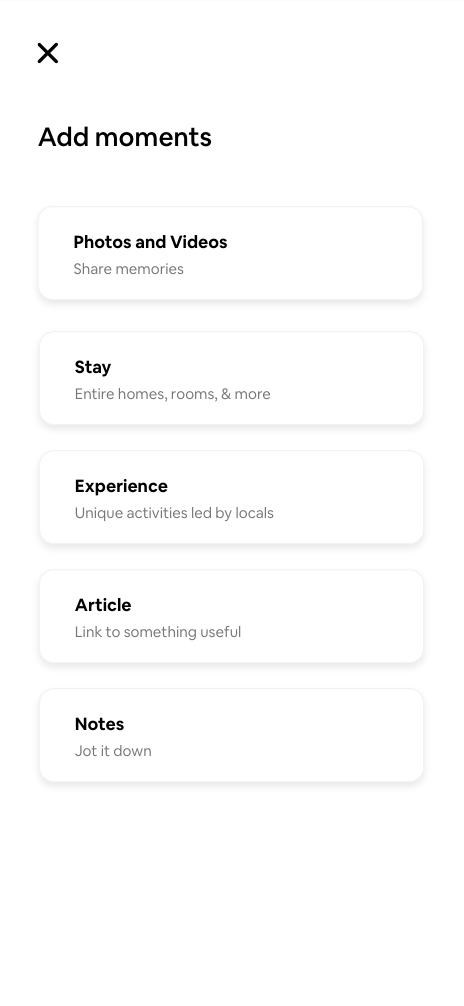 Add moments
Photos and Videos
Share memories
Stay
Entire homes, rooms, & more
Experience
Unique activities led by locals
Article
Link to something useful
Notes
Jot it down